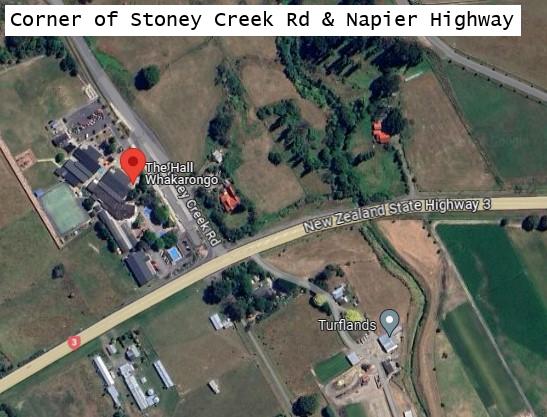 Corner of Stoney Creek Rd & Napier Highway
The Hall
Whakarongo
Stoney Creek Rd
New Zealand State Highway 3
Turflands
3